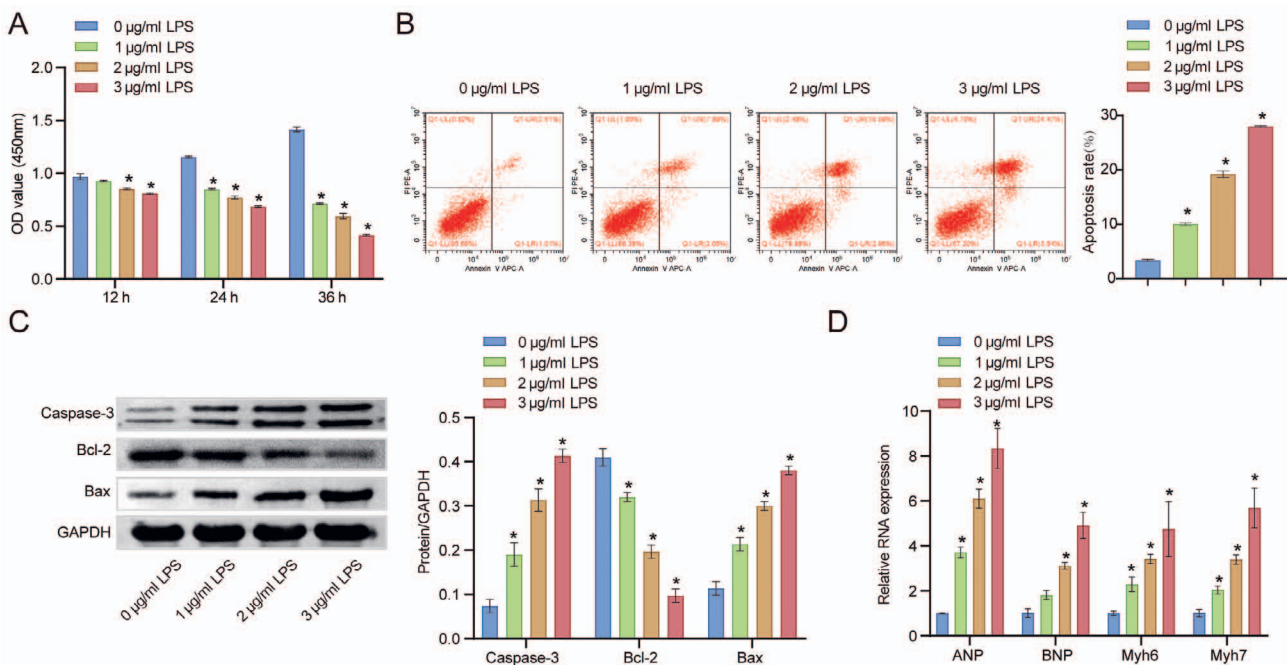 A
0 μg/ml LPS
1 μg/ml LPS
2 μg/ml LPS
3 μg/ml LPS
OD value (450nm)
2.0
1.5
1.0
0.5
0.0
* *
* * *
* * *
12 h 24 h 36 h
B
0 μg/ml LPS 1 μg/ml LPS 2 μg/ml LPS 3 μg/ml LPS
PI PE-A
Annexin V APC-A Annexin V APC-A Annexin V APC-A Annexin V APC-A
0 μg/ml LPS
1 μg/ml LPS
2 μg/ml LPS
3 μg/ml LPS
Apoptosis rate(%)
30
20
10
0
* * *
C
Caspase-3
Bcl-2
Bax
GAPDH
0 μg/ml LPS 1 μg/ml LPS 2 μg/ml LPS 3 μg/ml LPS
0 μg/ml LPS
1 μg/ml LPS
2 μg/ml LPS
3 μg/ml LPS
Protein/GAPDH
0.5
0.4
0.3
0.2
0.1
0.0
* * * * * * * * *
Caspase-3 Bcl-2 Bax
D
0 μg/ml LPS
1 μg/ml LPS
2 μg/ml LPS
3 μg/ml LPS
Relative RNA expression
10
8
6
4
2
0
* * * * * * * * * * *
ANP BNP Myh6 Myh7